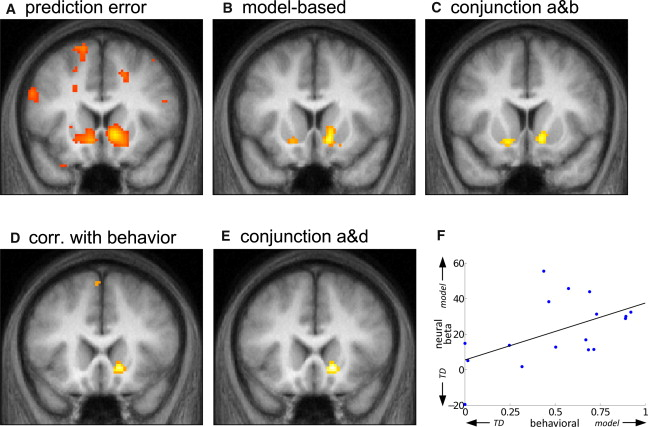 A prediction error
B model-based
C conjunction a&b
D corr. with behavior
E conjunction a&d
F
60
40
20
0
−20
model
neural
beta
TD
0
0.25
0.5
0.75
1
TD
behavioral
model